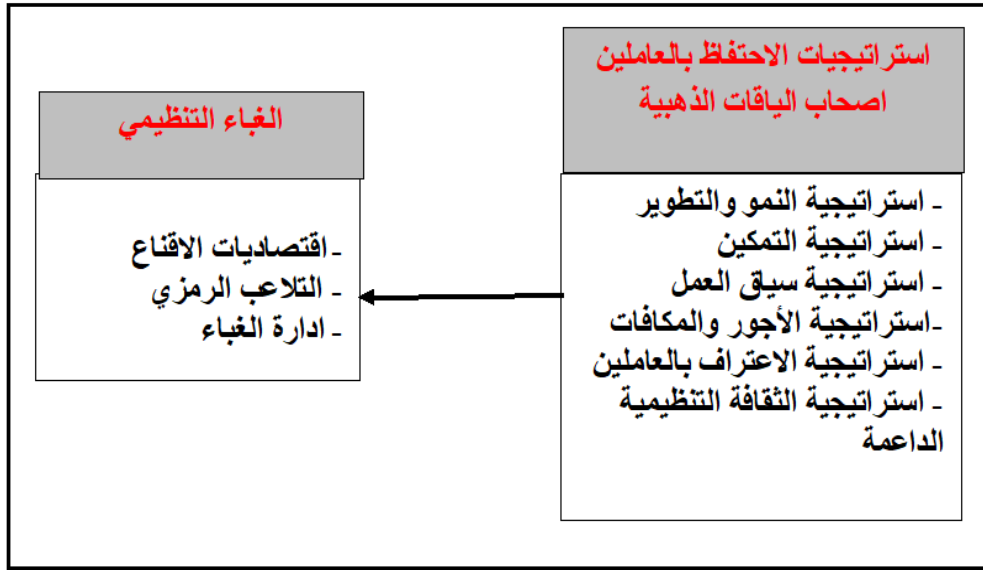 استراتيجيات الاحتفاظ بالعاملين
اصحاب الياقات الذهبية
- استراتيجية النمو والتطوير
- استراتيجية التمكين
- استراتيجية سياق العمل
-استراتيجية الأجور والمكافات
- استراتيجية الاعتراف بالعاملين
- استراتيجية الثقافة التنظيمية
الداعمة
الغباء التنظيمي
- اقتصاديات الاقناع
- التلاعب الرمزي
- ادارة الغباء